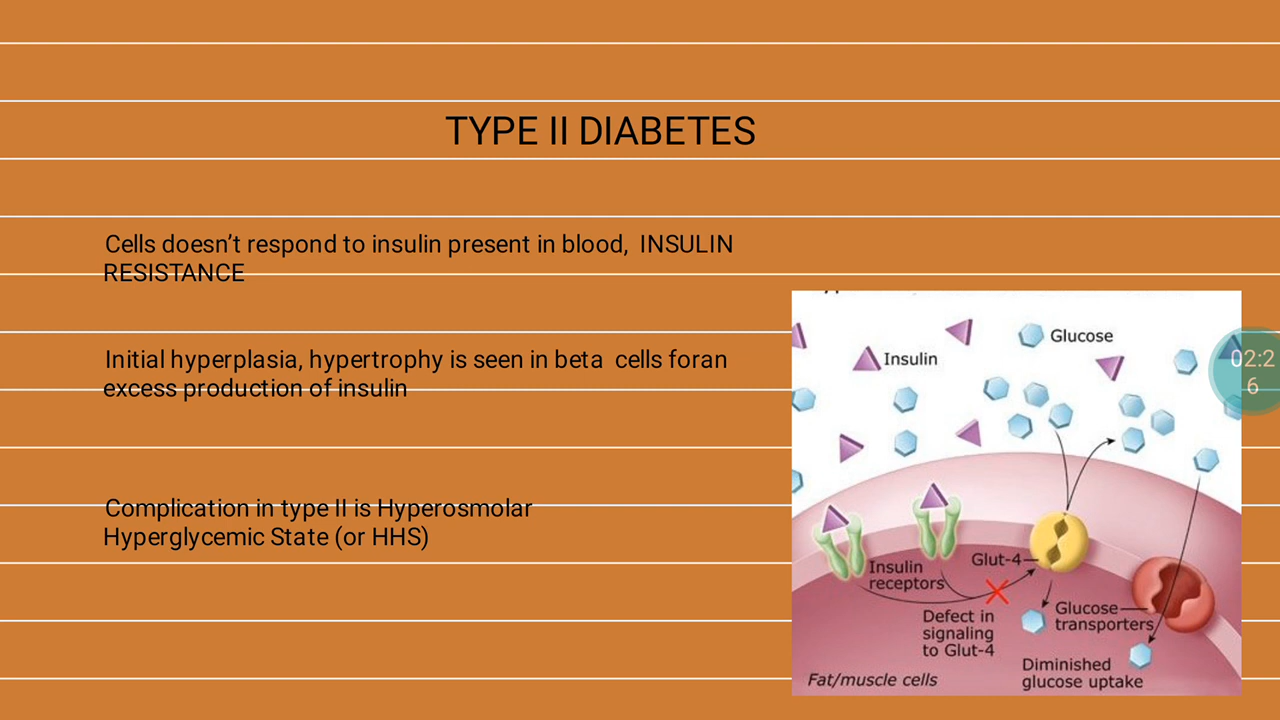 TYPE II DIABETES
Cells doesn’t respond to insulin present in blood,  INSULIN
RESISTANCE
Initial hyperplasia, hypertrophy is seen in beta  cells foran
excess production of insulin
Complication in type II is Hyperosmolar
Hyperglycemic State (or HHS)
Glucose
Insulin
02:2
6
Glut-4
Insulin
receptors
Defect in
signaling
to Glut-4
Glucose
transporters
Diminished
glucose uptake
Fat/muscle cells